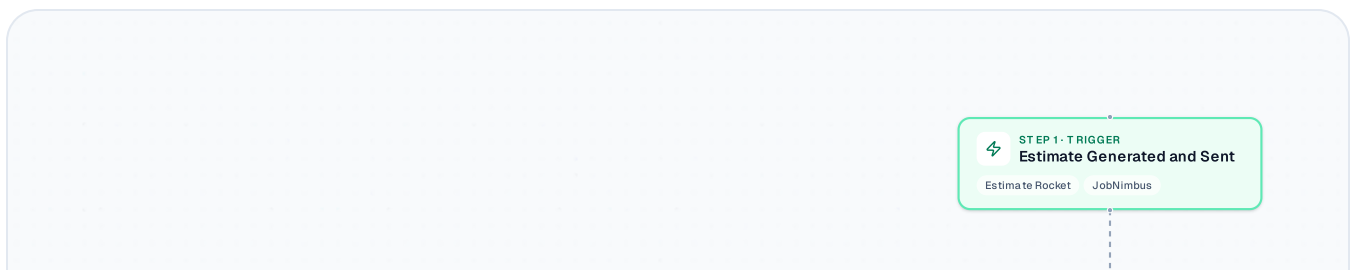 STEP 1 · TRIGGER
Estimate Generated and Sent
Estimate Rocket JobNimbus